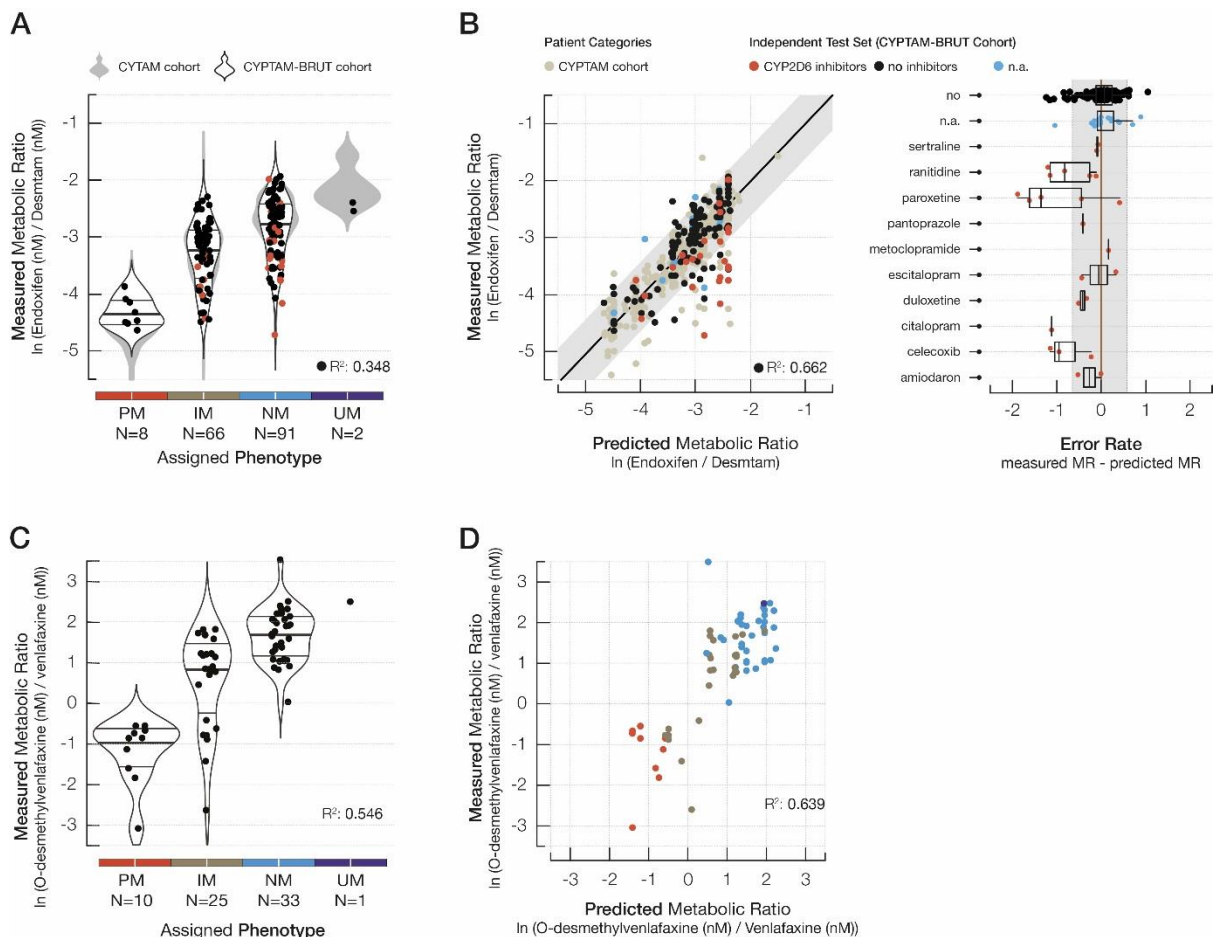 A
CYTAM cohort
CYPTAM-BRUT cohort
Measured Metabolic Ratio
ln (Endoxifen (nM) / Desmtam (nM))
-1
-2
-3
-4
-5
R²: 0.348
PM
IM
NM
UM
N=8
N=66
N=91
N=2
Assigned Phenotype
B
Patient Categories
Independent Test Set (CYPTAM-BRUT Cohort)
CYPTAM cohort
CYP2D6 inhibitors
no inhibitors
n.a.
Measured Metabolic Ratio
ln (Endoxifen / Desmtam)
-1
-2
-3
-4
-5
R²: 0.662
-5 -4 -3 -2 -1
Predicted Metabolic Ratio
ln (Endoxifen / Desmtam)
no
n.a.
sertraline
ranitidine
paroxetine
pantoprazole
metoclopramide
escitalopram
duloxetine
citalopram
celecoxib
amiodaron
-2 -1 0 1 2
Error Rate
measured MR - predicted MR
C
Measured Metabolic Ratio
ln (O-desmethylvenlafaxine (nM) / venlafaxine (nM))
3
2
1
0
-1
-2
-3
R²: 0.546
PM
IM
NM
UM
N=10
N=25
N=33
N=1
Assigned Phenotype
D
Measured Metabolic Ratio
ln (O-desmethylvenlafaxine (nM) / venlafaxine (nM))
3
2
1
0
-1
-2
-3
R²: 0.639
-3 -2 -1 0 1 2 3
Predicted Metabolic Ratio
ln (O-desmethylvenlafaxine (nM) / Venlafaxine (nM))